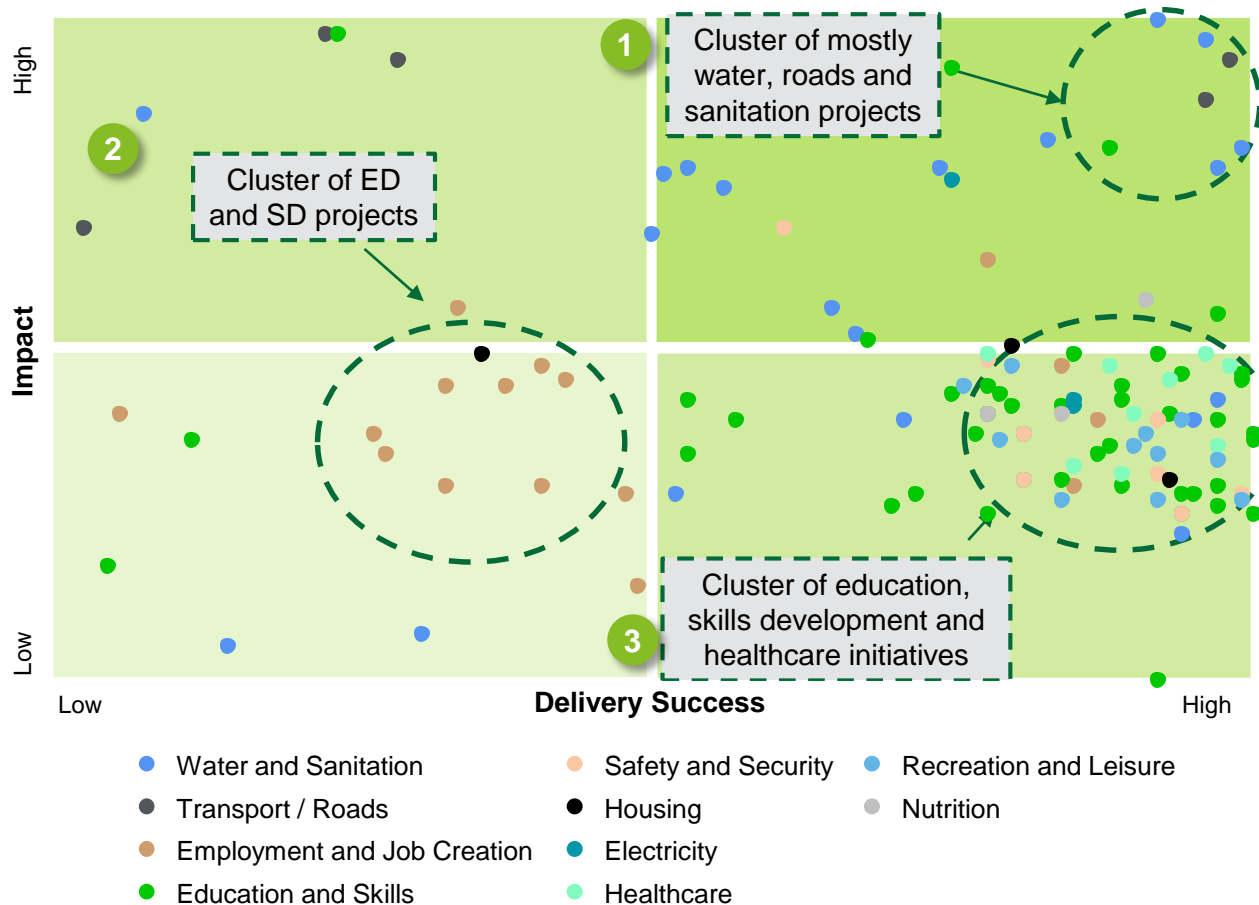 High
1
Cluster of mostly
water, roads and
sanitation projects
2
Cluster of ED
and SD projects
Impact
3
Cluster of education,
skills development and
healthcare initiatives
Low
Low
Delivery Success
High
Water and Sanitation
Transport / Roads
Employment and Job Creation
Education and Skills
Safety and Security
Housing
Electricity
Healthcare
Recreation and Leisure
Nutrition